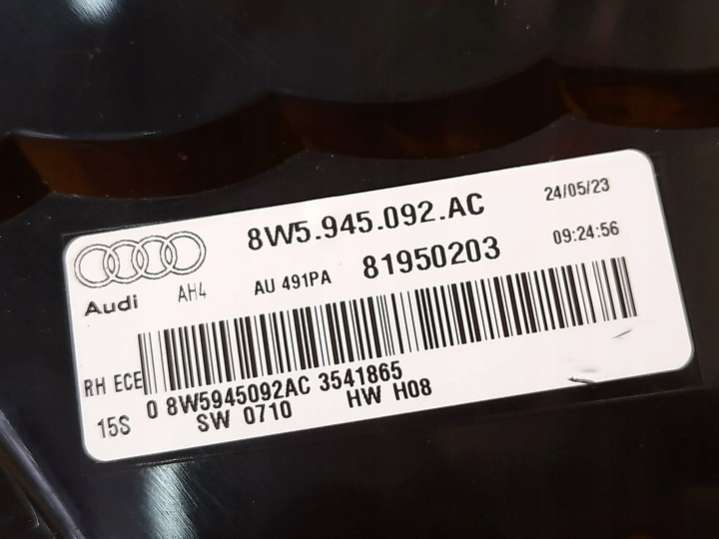 8W5.945.092.AC 24/05/23
Audi AH4 AU 491PA 81950203 09:24:56
RH ECE
15S 0 8W5945092AC 3541865
SW 0710 HW H08